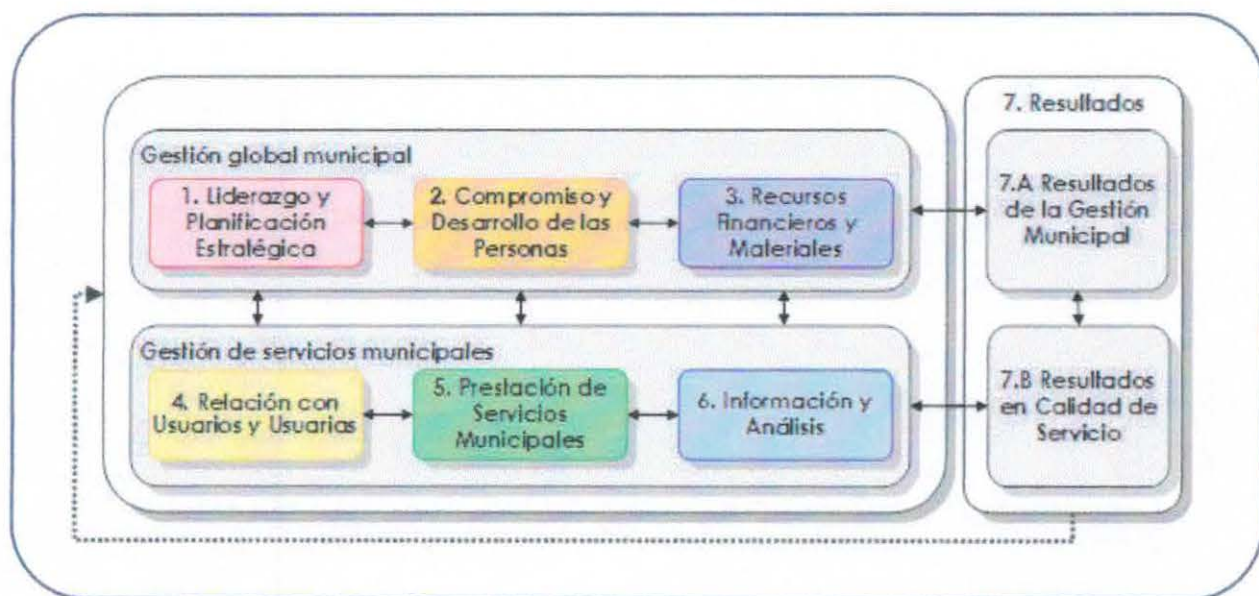 7. Resultados
Gestión global municipal
1. Liderazgo y
Planificación
Estratégica
2. Compromiso y
Desarrollo de las
Personas
3. Recursos
Financieros y
Materiales
7.A Resultados
de la Gestión
Municipal
Gestión de servicios municipales
4. Relación con
Usuarios y Usuarias
5. Prestación de
Servicios
Municipales
6. Información y
Análisis
7.B Resultados
en Calidad de
Servicio